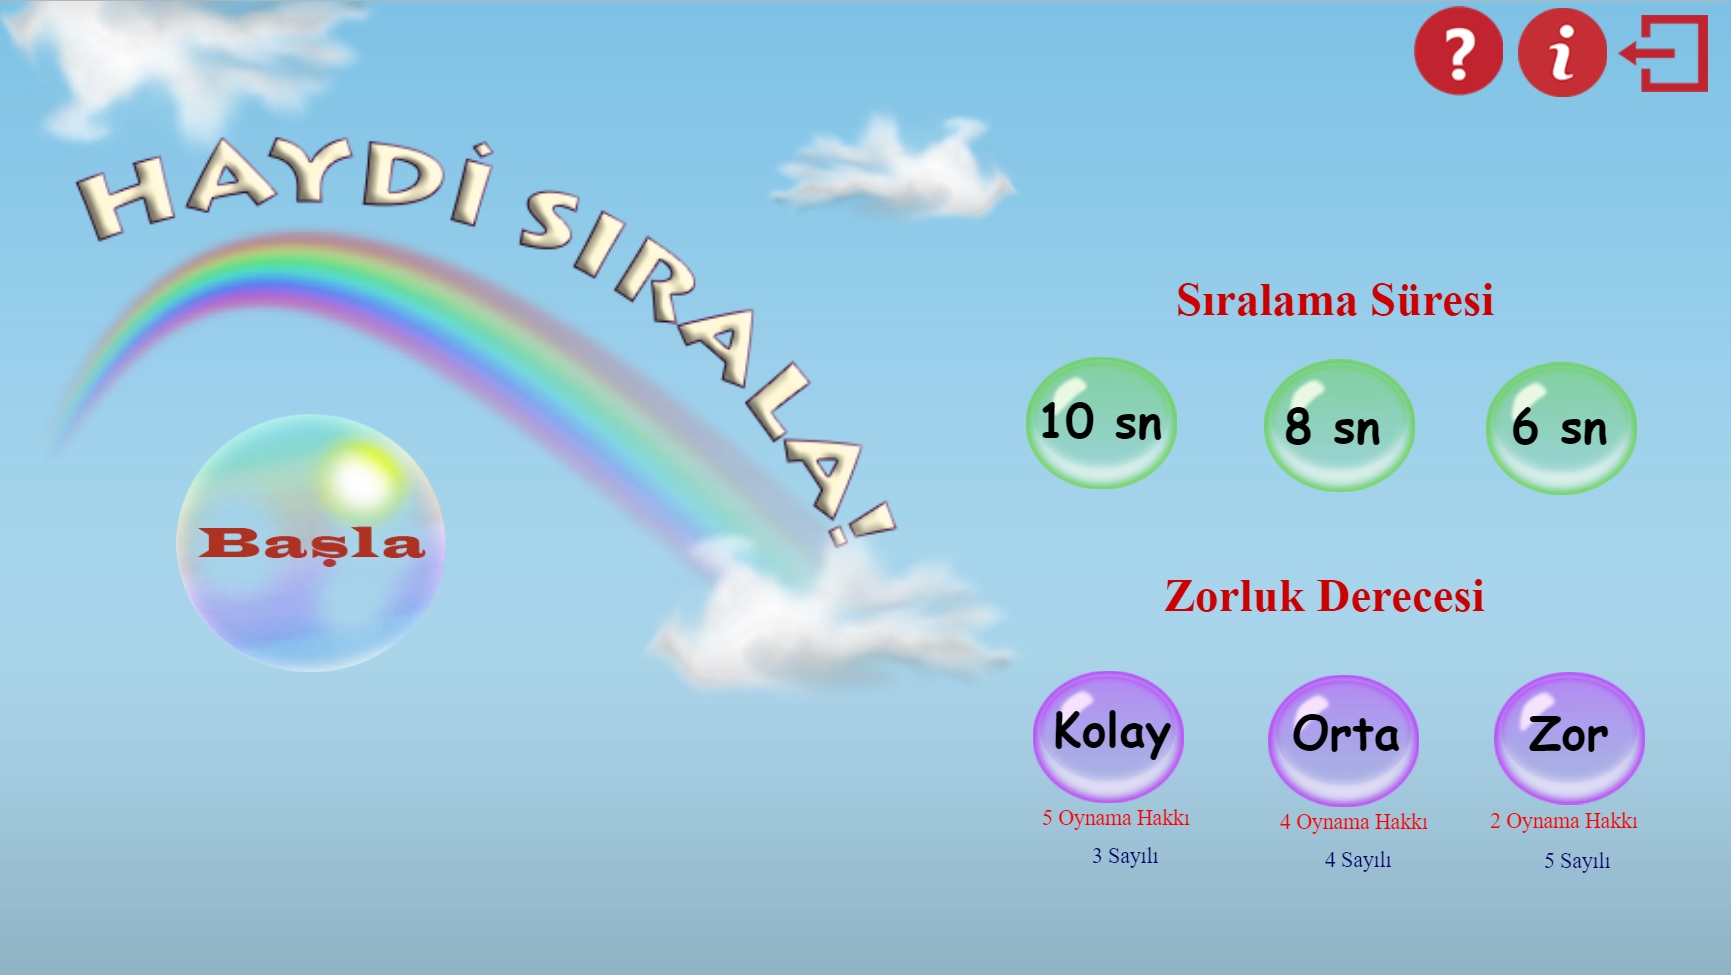 HAYDİ SIRALA!
Başla
Sıralama Süresi
10 sn
8 sn
6 sn
Zorluk Derecesi
Kolay
Orta
Zor
5 Oynama Hakkı
4 Oynama Hakkı
2 Oynama Hakkı
3 Sayılı
4 Sayılı
5 Sayılı